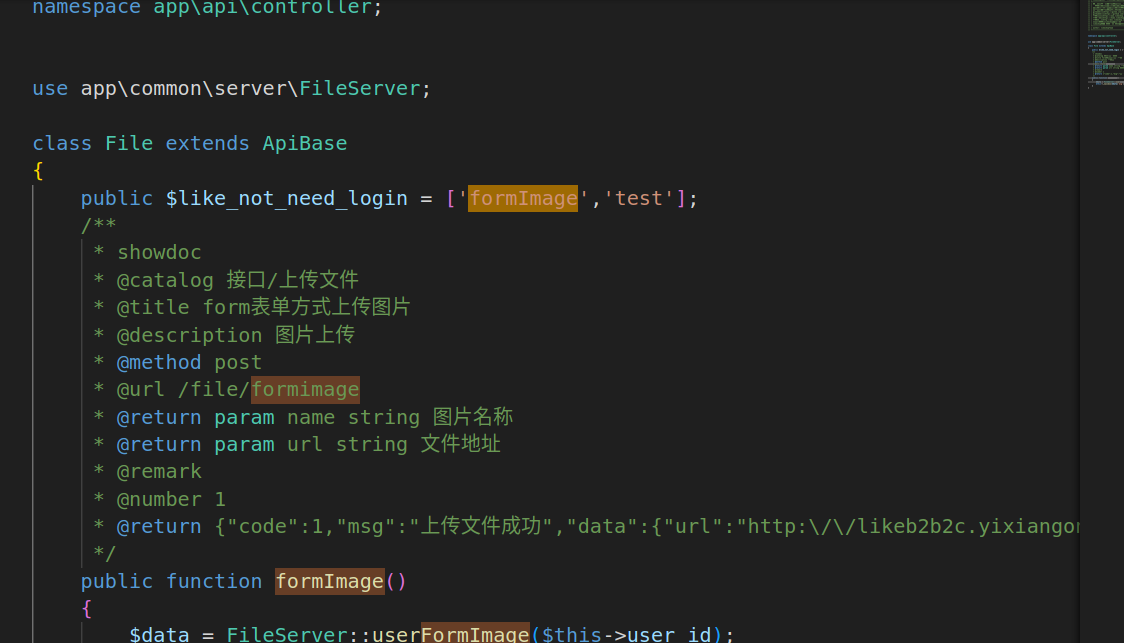 namespace app\api\controller;
use app\common\server\FileServer;
class File extends ApiBase
{
public $like_not_need_login = ['formImage','test'];
/**
* showdoc
* @catalog 接口/上传文件
* @title form表单方式上传图片
* @description 图片上传
* @method post
* @url /file/formimage
* @return param name string 图片名称
* @return param url string 文件地址
* @remark
* @number 1
* @return {"code":1,"msg":"上传文件成功","data":{"url":"http:\/\/likeb2b2c.yixiangon
*/
public function formImage()
{
$data = FileServer::userFormImage($this->user_id);